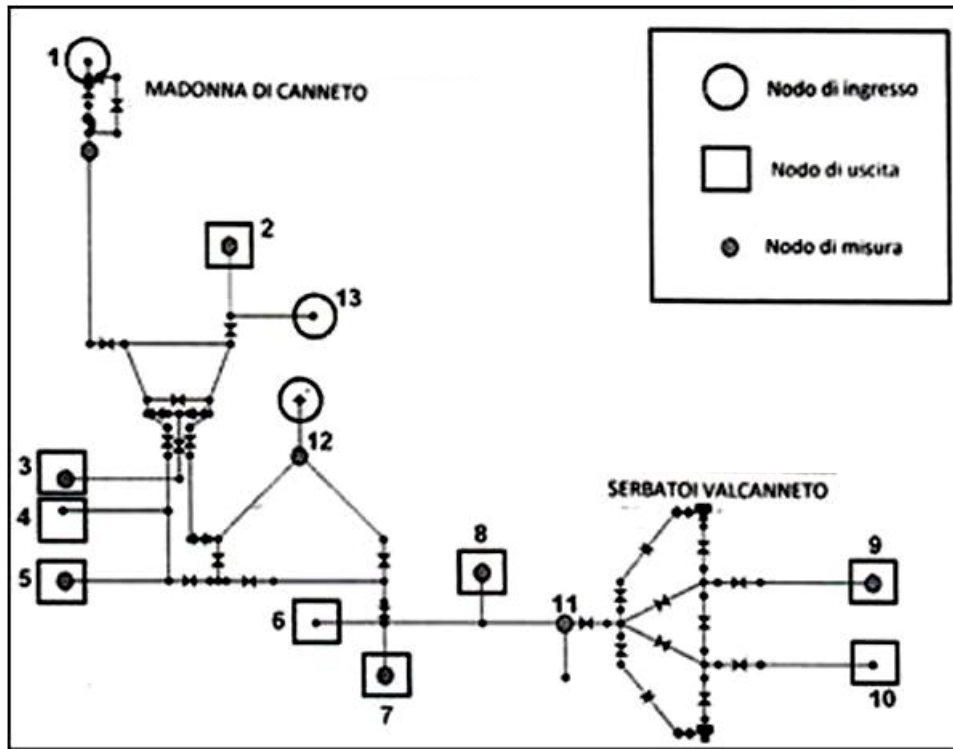 1
MADONNA DI CANNETO
Nodo di ingresso
Nodo di uscita
Nodo di misura
2
13
12
3
4
5
SERBATOI VALCANNETO
8
9
6
11
7
10